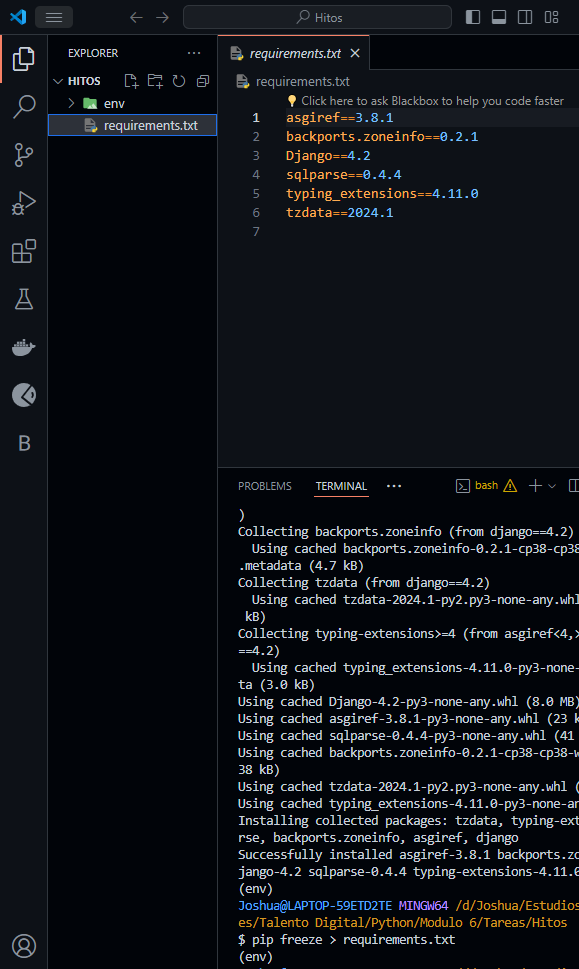 Hitos
EXPLORER
requirements.txt
HITOS
requirements.txt
env
Click here to ask Blackbox to help you code faster
requirements.txt
1 asgiref==3.8.1
2 backports.zoneinfo==0.2.1
3 Django==4.2
4 sqlparse==0.4.4
5 typing_extensions==4.11.0
6 tzdata==2024.1
7
PROBLEMS TERMINAL ... bash
)
Collecting backports.zoneinfo (from django==4.2)
Using cached backports.zoneinfo-0.2.1-cp38-cp38
.metadata (4.7 kB)
Collecting tzdata (from django==4.2)
Using cached tzdata-2024.1-py2.py3-none-any.whl
kB)
Collecting typing-extensions>=4 (from asgiref<4,>
==4.2)
Using cached typing_extensions-4.11.0-py3-none-
ta (3.0 kB)
Using cached Django-4.2-py3-none-any.whl (8.0 MB)
Using cached asgiref-3.8.1-py3-none-any.whl (23 k
Using cached sqlparse-0.4.4-py3-none-any.whl (41
Using cached backports.zoneinfo-0.2.1-cp38-cp38-w
38 kB)
Using cached tzdata-2024.1-py2.py3-none-any.whl (
Using cached typing_extensions-4.11.0-py3-none-an
Installing collected packages: tzdata, typing-ext
rse, backports.zoneinfo, asgiref, django
Successfully installed asgiref-3.8.1 backports.zo
jango-4.2 sqlparse-0.4.4 typing-extensions-4.11.0
(env)
Joshua@LAPTOP-59ETD2TE MINGW64 /d/Joshua/Estudios
es/Talento Digital/Python/Modulo 6/Tareas/Hitos
$ pip freeze > requirements.txt
(env)